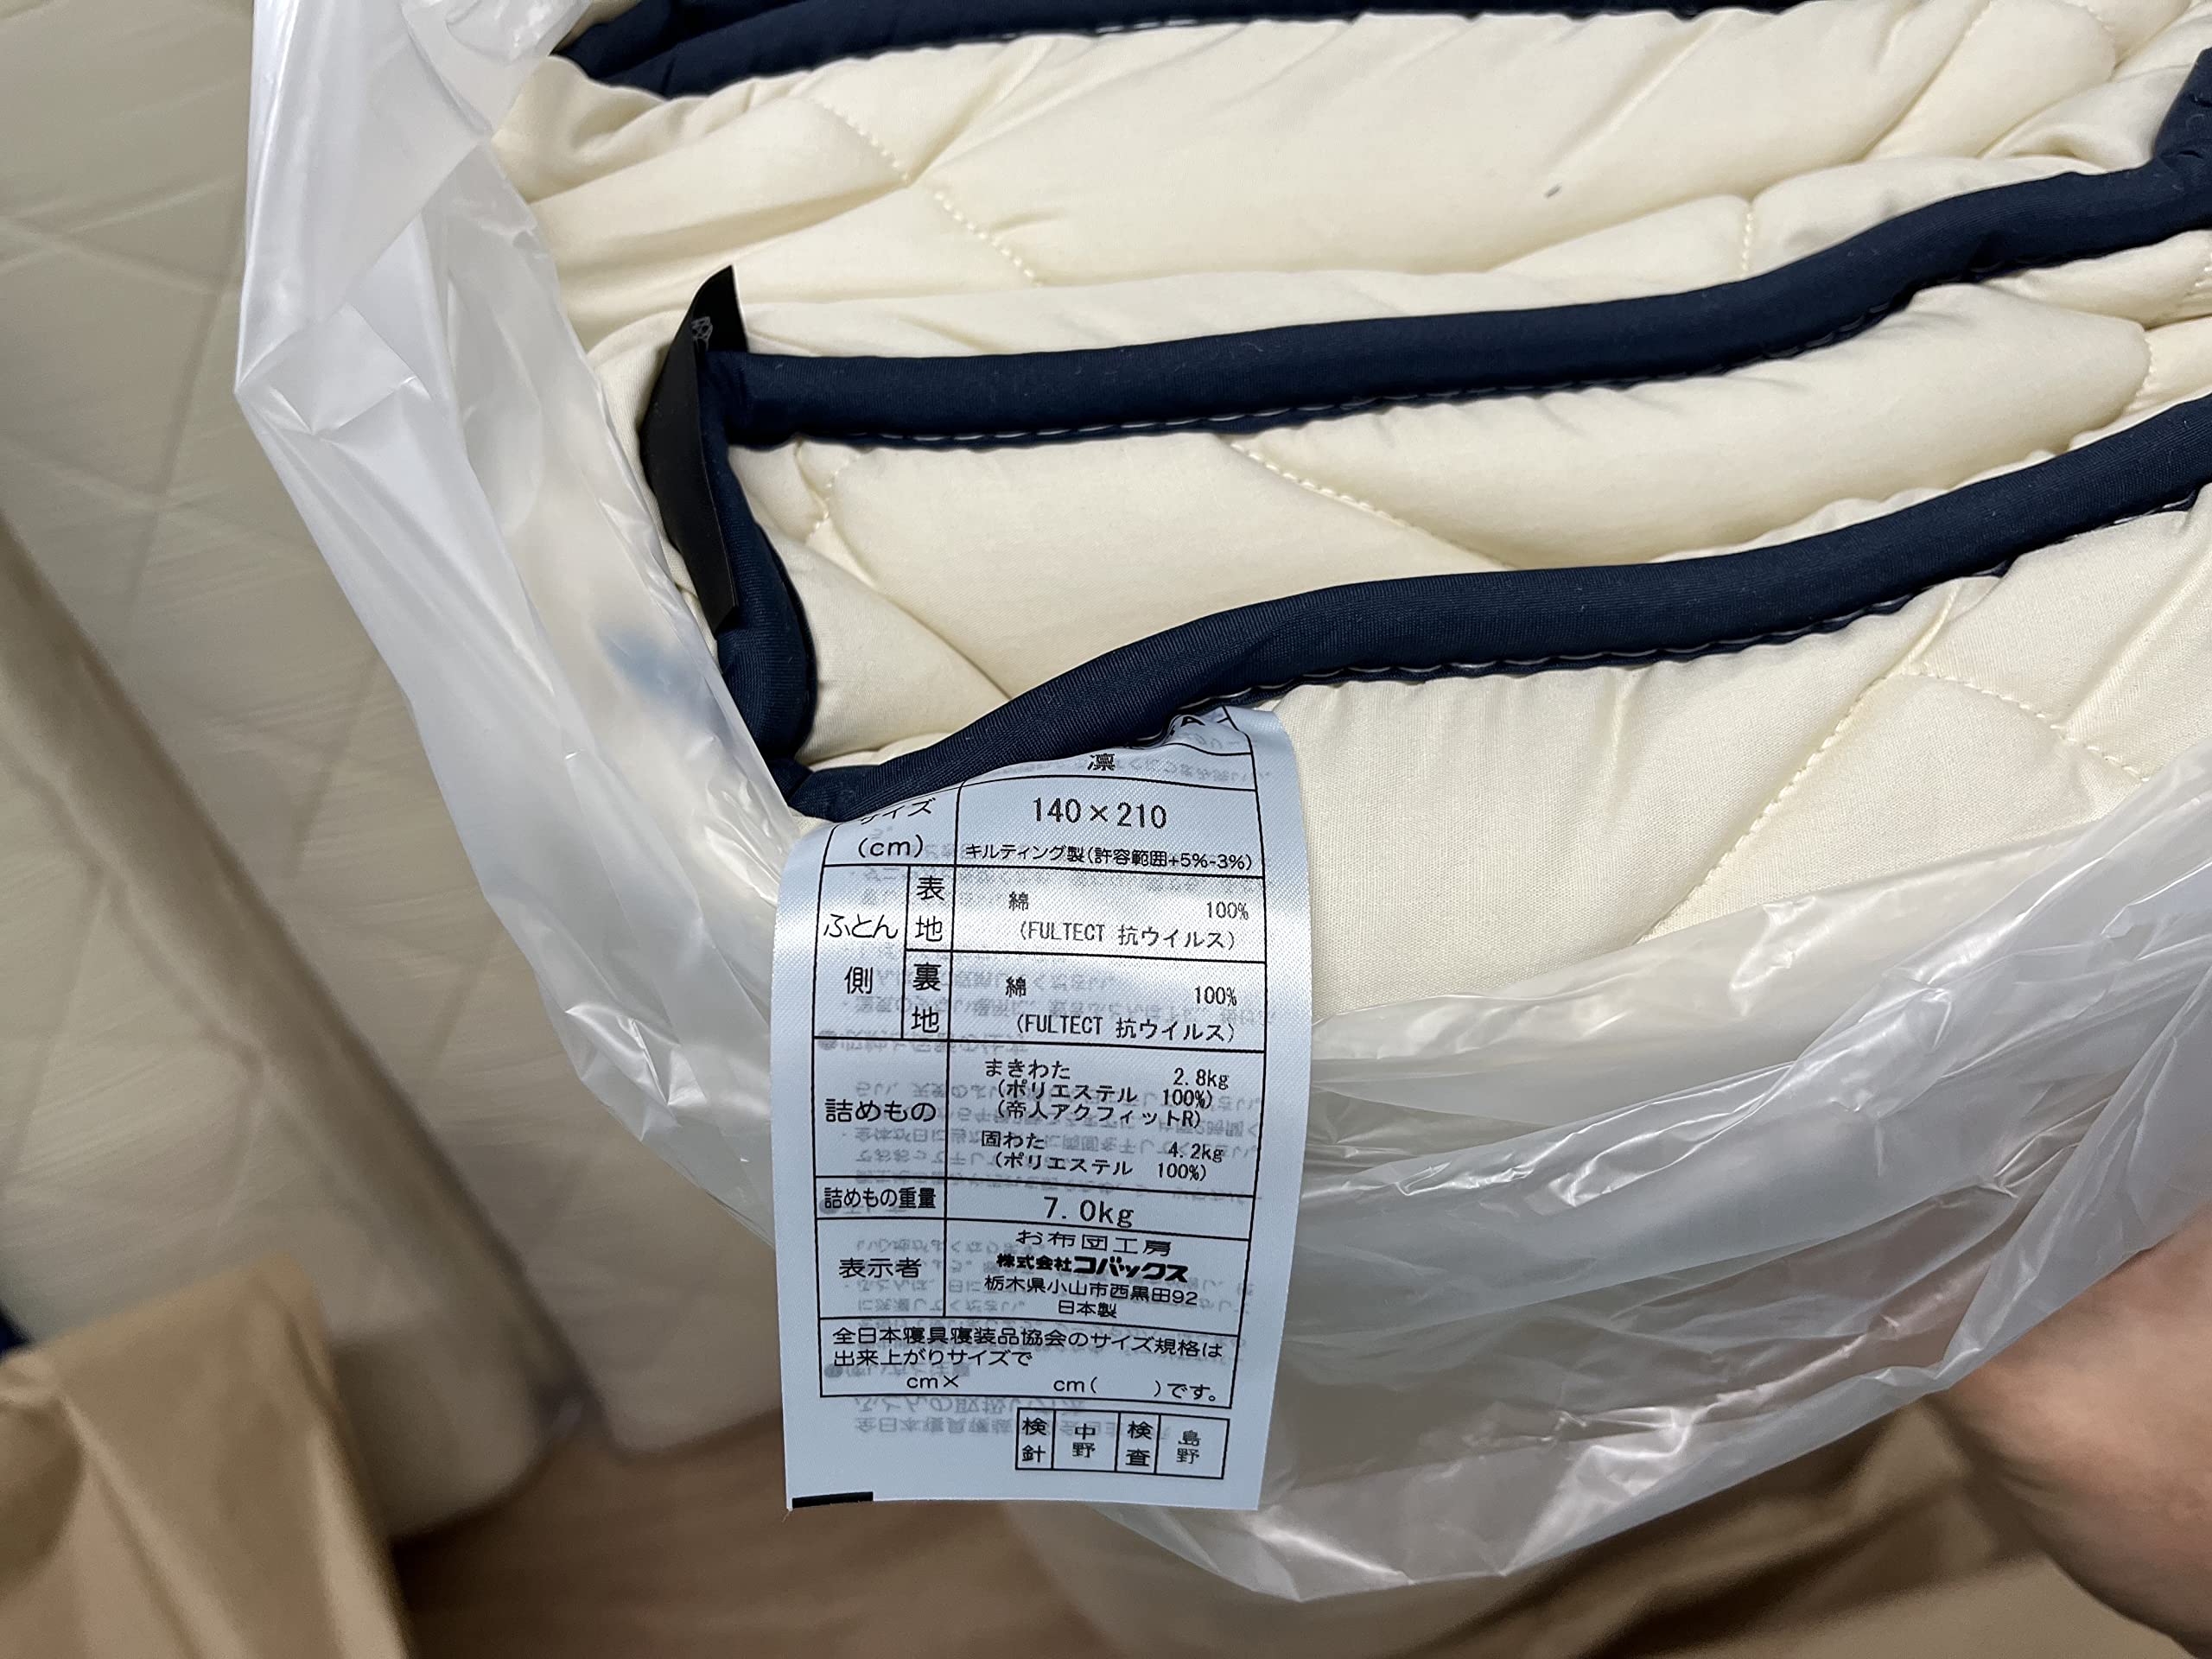 凛
サイズ
(cm)
140×210
キルティング製(許容範囲+5%-3%)
ふとん
側
表
地
綿 100%
(FULTECT 抗ウイルス)
裏
地
綿 100%
(FULTECT 抗ウイルス)
詰めもの
まきわた 2.8kg
(ポリエステル 100%)
(帝人アクフィットR)
固わた 4.2kg
(ポリエステル 100%)
詰めもの重量
7.0kg
表示者
お布団工房
株式会社コバックス
栃木県小山市西黒田92
日本製
全日本寝具寝装品協会のサイズ規格は
出来上がりサイズで
cm× cm( )です。
検針 中野 検査 島野